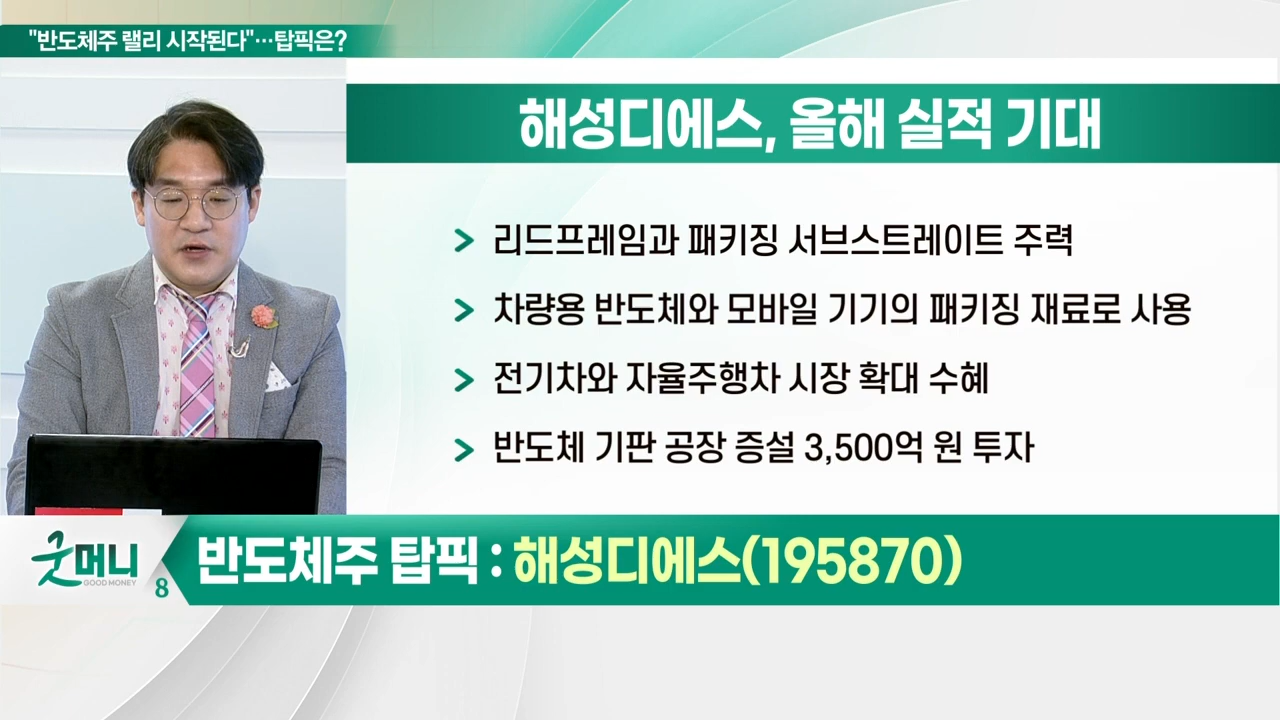 "반도체주 랠리 시작된다"…탑픽은?
해성디에스, 올해 실적 기대
> 리드프레임과 패키징 서브스트레이트 주력
> 차량용 반도체와 모바일 기기의 패키징 재료로 사용
> 전기차와 자율주행차 시장 확대 수혜
> 반도체 기판 공장 증설 3,500억 원 투자
굿머니
GOOD MONEY
8
반도체주 탑픽 : 해성디에스(195870)